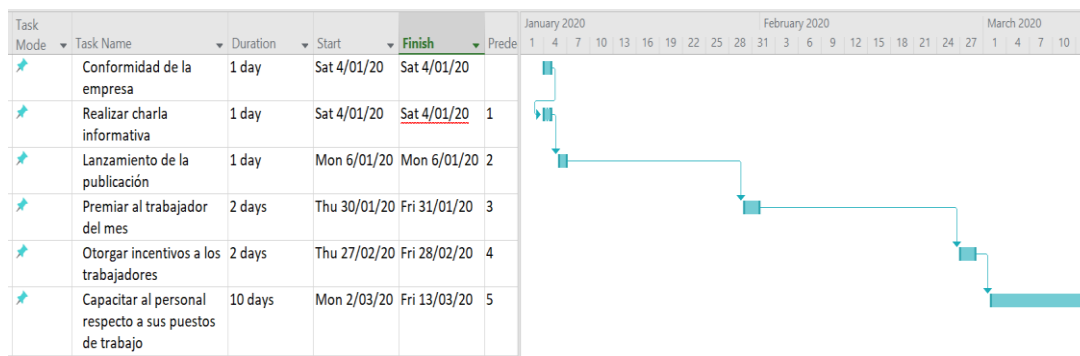 Task
Mode Task Name Duration Start Finish Prede
January 2020 February 2020 March 2020
1 4 7 10 13 16 19 22 25 28 31 3 6 9 12 15 18 21 24 27 1 4 7 10
Conformidad de la 1 day Sat 4/01/20 Sat 4/01/20
empresa
Realizar charla 1 day Sat 4/01/20 Sat 4/01/20 1
informativa
Lanzamiento de la 1 day Mon 6/01/20 Mon 6/01/20 2
publicación
Premiar al trabajador 2 days Thu 30/01/20 Fri 31/01/20 3
del mes
Otorgar incentivos a los 2 days Thu 27/02/20 Fri 28/02/20 4
trabajadores
Capacitar al personal 10 days Mon 2/03/20 Fri 13/03/20 5
respecto a sus puestos
de trabajo